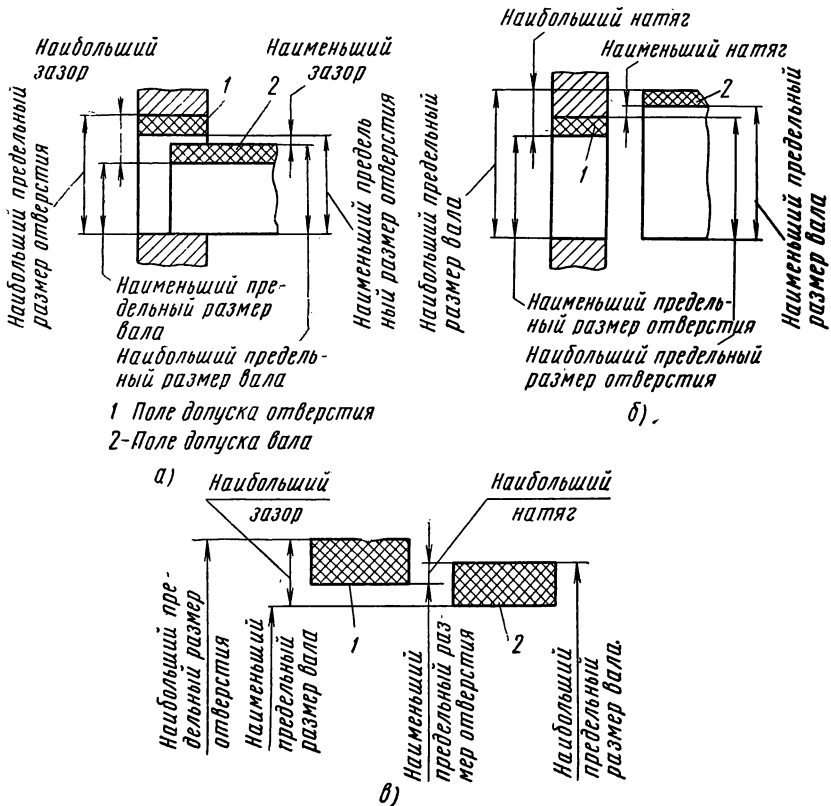 Наибольший
зазор
Наименьший
зазор
1
2
Наибольший предельный
размер отверстия
Наименьший предель
ный размер отверстия
Наименьший пре-
дельный размер
вала
Наибольший предель-
ный размер вала
1 Поле допуска отверстия
2-Поле допуска вала
а)
Наибольший натяг
Наименьший натяг
2
1
Наибольший предельный
размер вала
Наименьший предельный
размер вала
Наименьший предель-
ный размер отверстия
Наибольший предельный
размер отверстия
б)
Наибольший
зазор
Наибольший
натяг
1
2
Наибольший пре-
дельный размер
отверстия
Наименьший
предельный
размер вала
Наименьший
предельный раз-
мер отверстия
Наибольший
предельный
размер вала.
в)